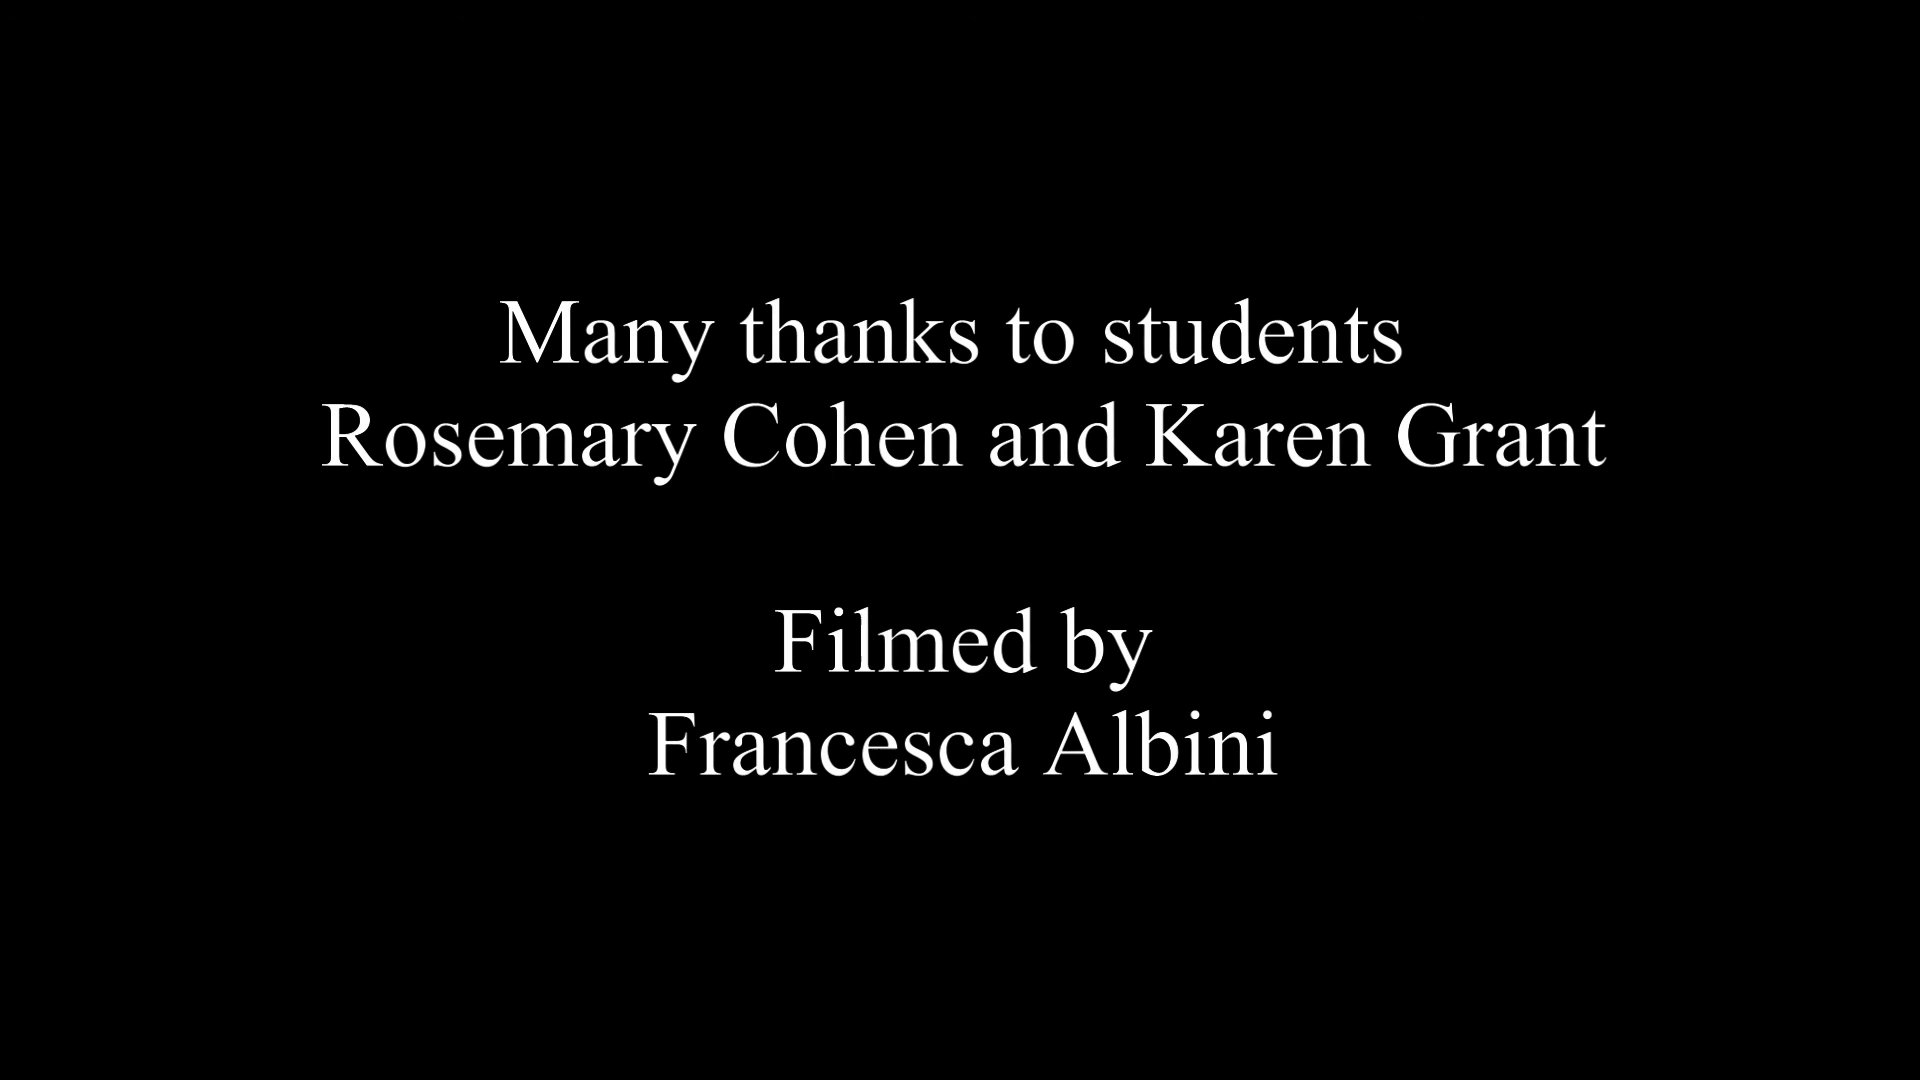 Many thanks to students
Rosemary Cohen and Karen Grant
Filmed by
Francesca Albini